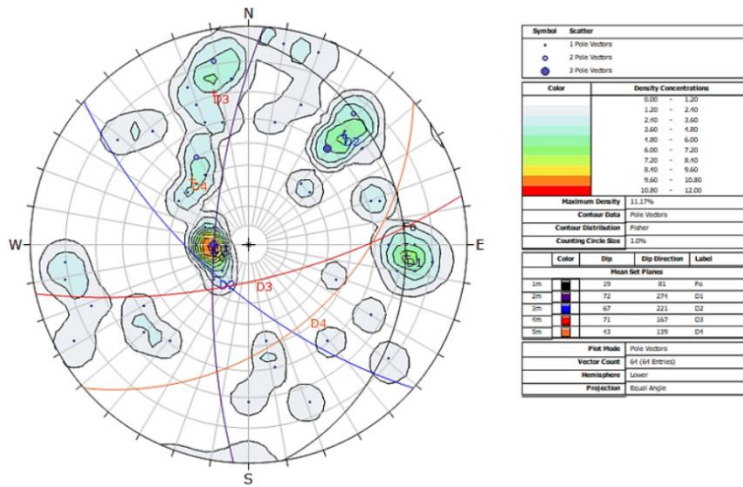 N
D3
D2
D4
W
E
Fo
D1
D2
D3
D4
S
Symbol Scatter
1 Pole Vectors
2 Pole Vectors
3 Pole Vectors
Color Density Concentrations
0.00 - 1.20
1.20 - 2.40
2.40 - 3.60
3.60 - 4.80
4.80 - 6.00
6.00 - 7.20
7.20 - 8.40
8.40 - 9.60
9.60 - 10.80
10.80 - 12.00
Maximum Density 11.17%
Contour Data Pole Vectors
Contour Distribution Fisher
Counting Circle Size 1.0%
Color Dip Dip Direction Label
Mean Set Planes
1m 19 81 Fo
2m 72 274 D1
3m 67 221 D2
4m 71 167 D3
5m 43 139 D4
Plot Mode Pole Vectors
Vector Count 64 (64 Entries)
Hemisphere Lower
Projection Equal Angle